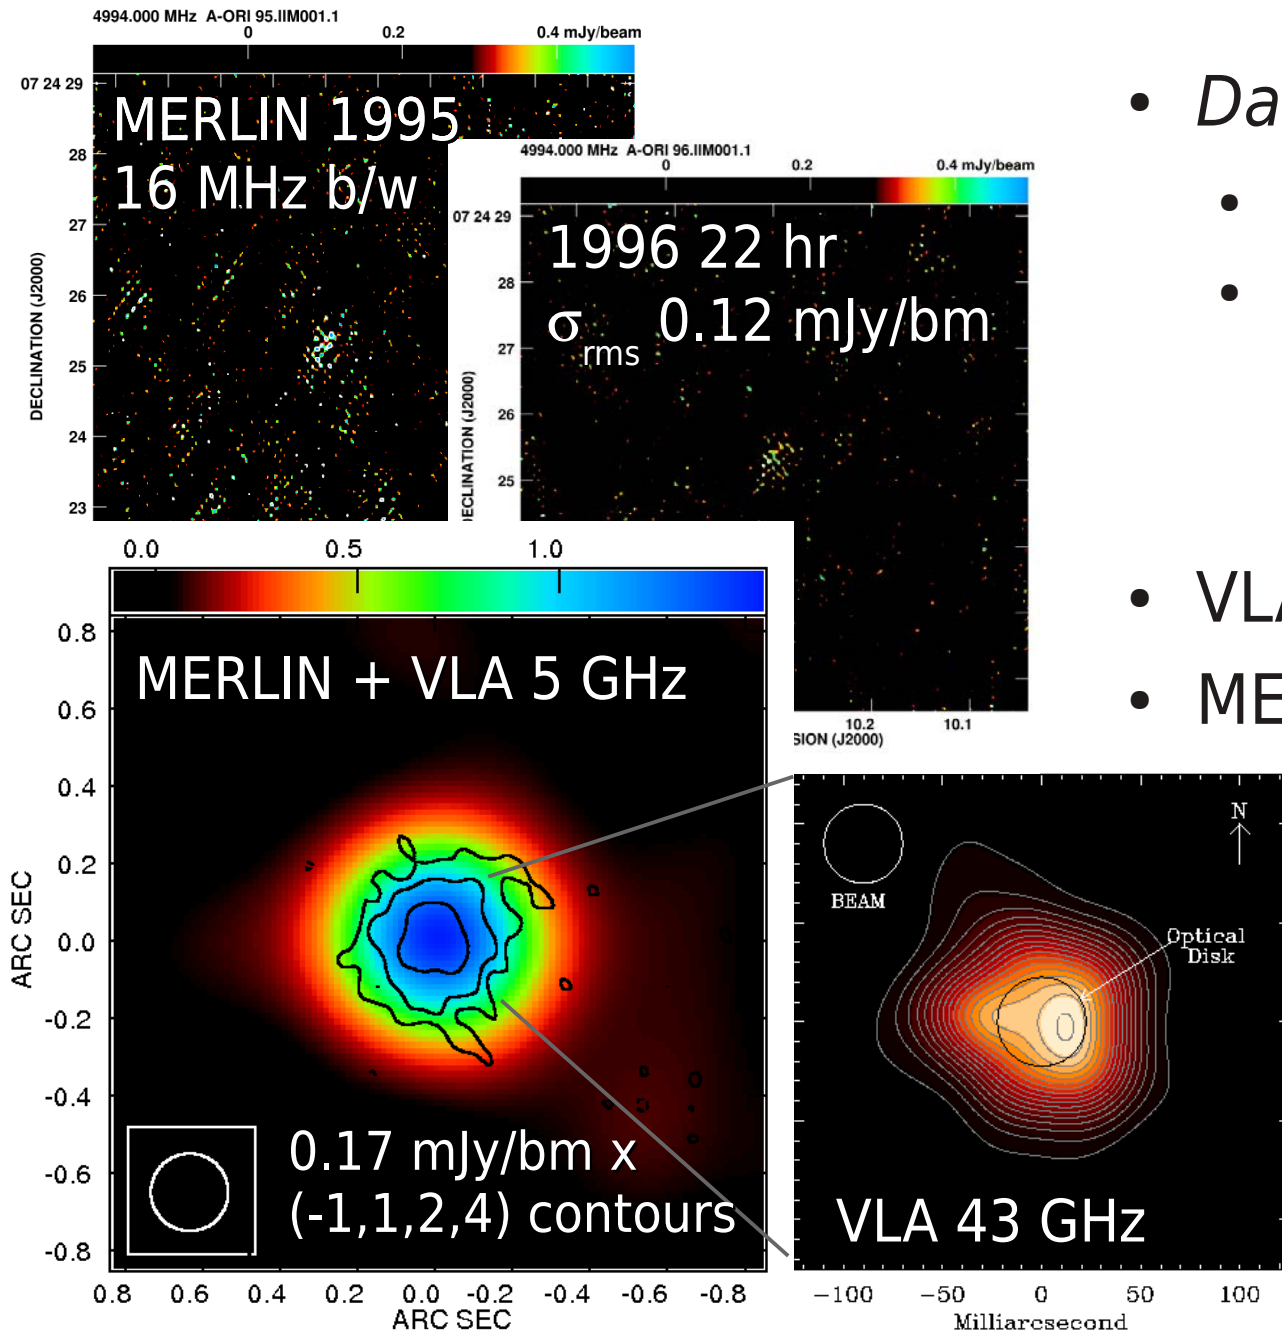 4994.000 MHz A-ORI 95.IIM001.1
0 0.2 0.4 mJy/beam
07 24 29
28
27
26
25
24
23
DECLINATION (J2000)
MERLIN 1995
16 MHz b/w
4994.000 MHz A-ORI 96.IIM001.1
0 0.2 0.4 mJy/beam
07 24 29
28
27
26
25
DECLINATION (J2000)
1996 22 hr
σrms 0.12 mJy/bm
10.2 10.1
SION (J2000)
• Da
•
•
• VLA
• ME
0.0 0.5 1.0
MERLIN + VLA 5 GHz
0.8
0.6
0.4
0.2
0.0
-0.2
-0.4
-0.6
-0.8
ARC SEC
0.17 mJy/bm x
(-1,1,2,4) contours
0.8 0.6 0.4 0.2 0.0 -0.2 -0.4 -0.6 -0.8
ARC SEC
N
BEAM
Optical
Disk
VLA 43 GHz
−100 −50 0 50 100
Milliarcsecond